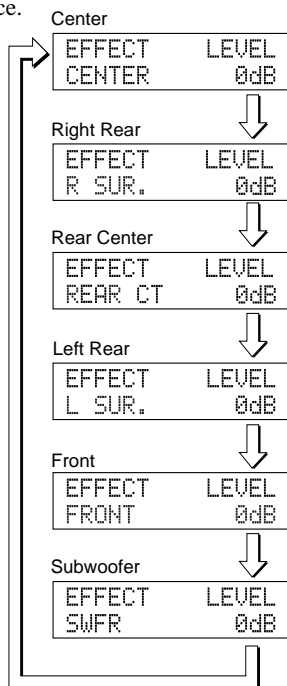 ce.
Center
EFFECT LEVEL
CENTER 0dB
Right Rear
EFFECT LEVEL
R SUR. 0dB
Rear Center
EFFECT LEVEL
REAR CT 0dB
Left Rear
EFFECT LEVEL
L SUR. 0dB
Front
EFFECT LEVEL
FRONT 0dB
Subwoofer
EFFECT LEVEL
SWFR 0dB